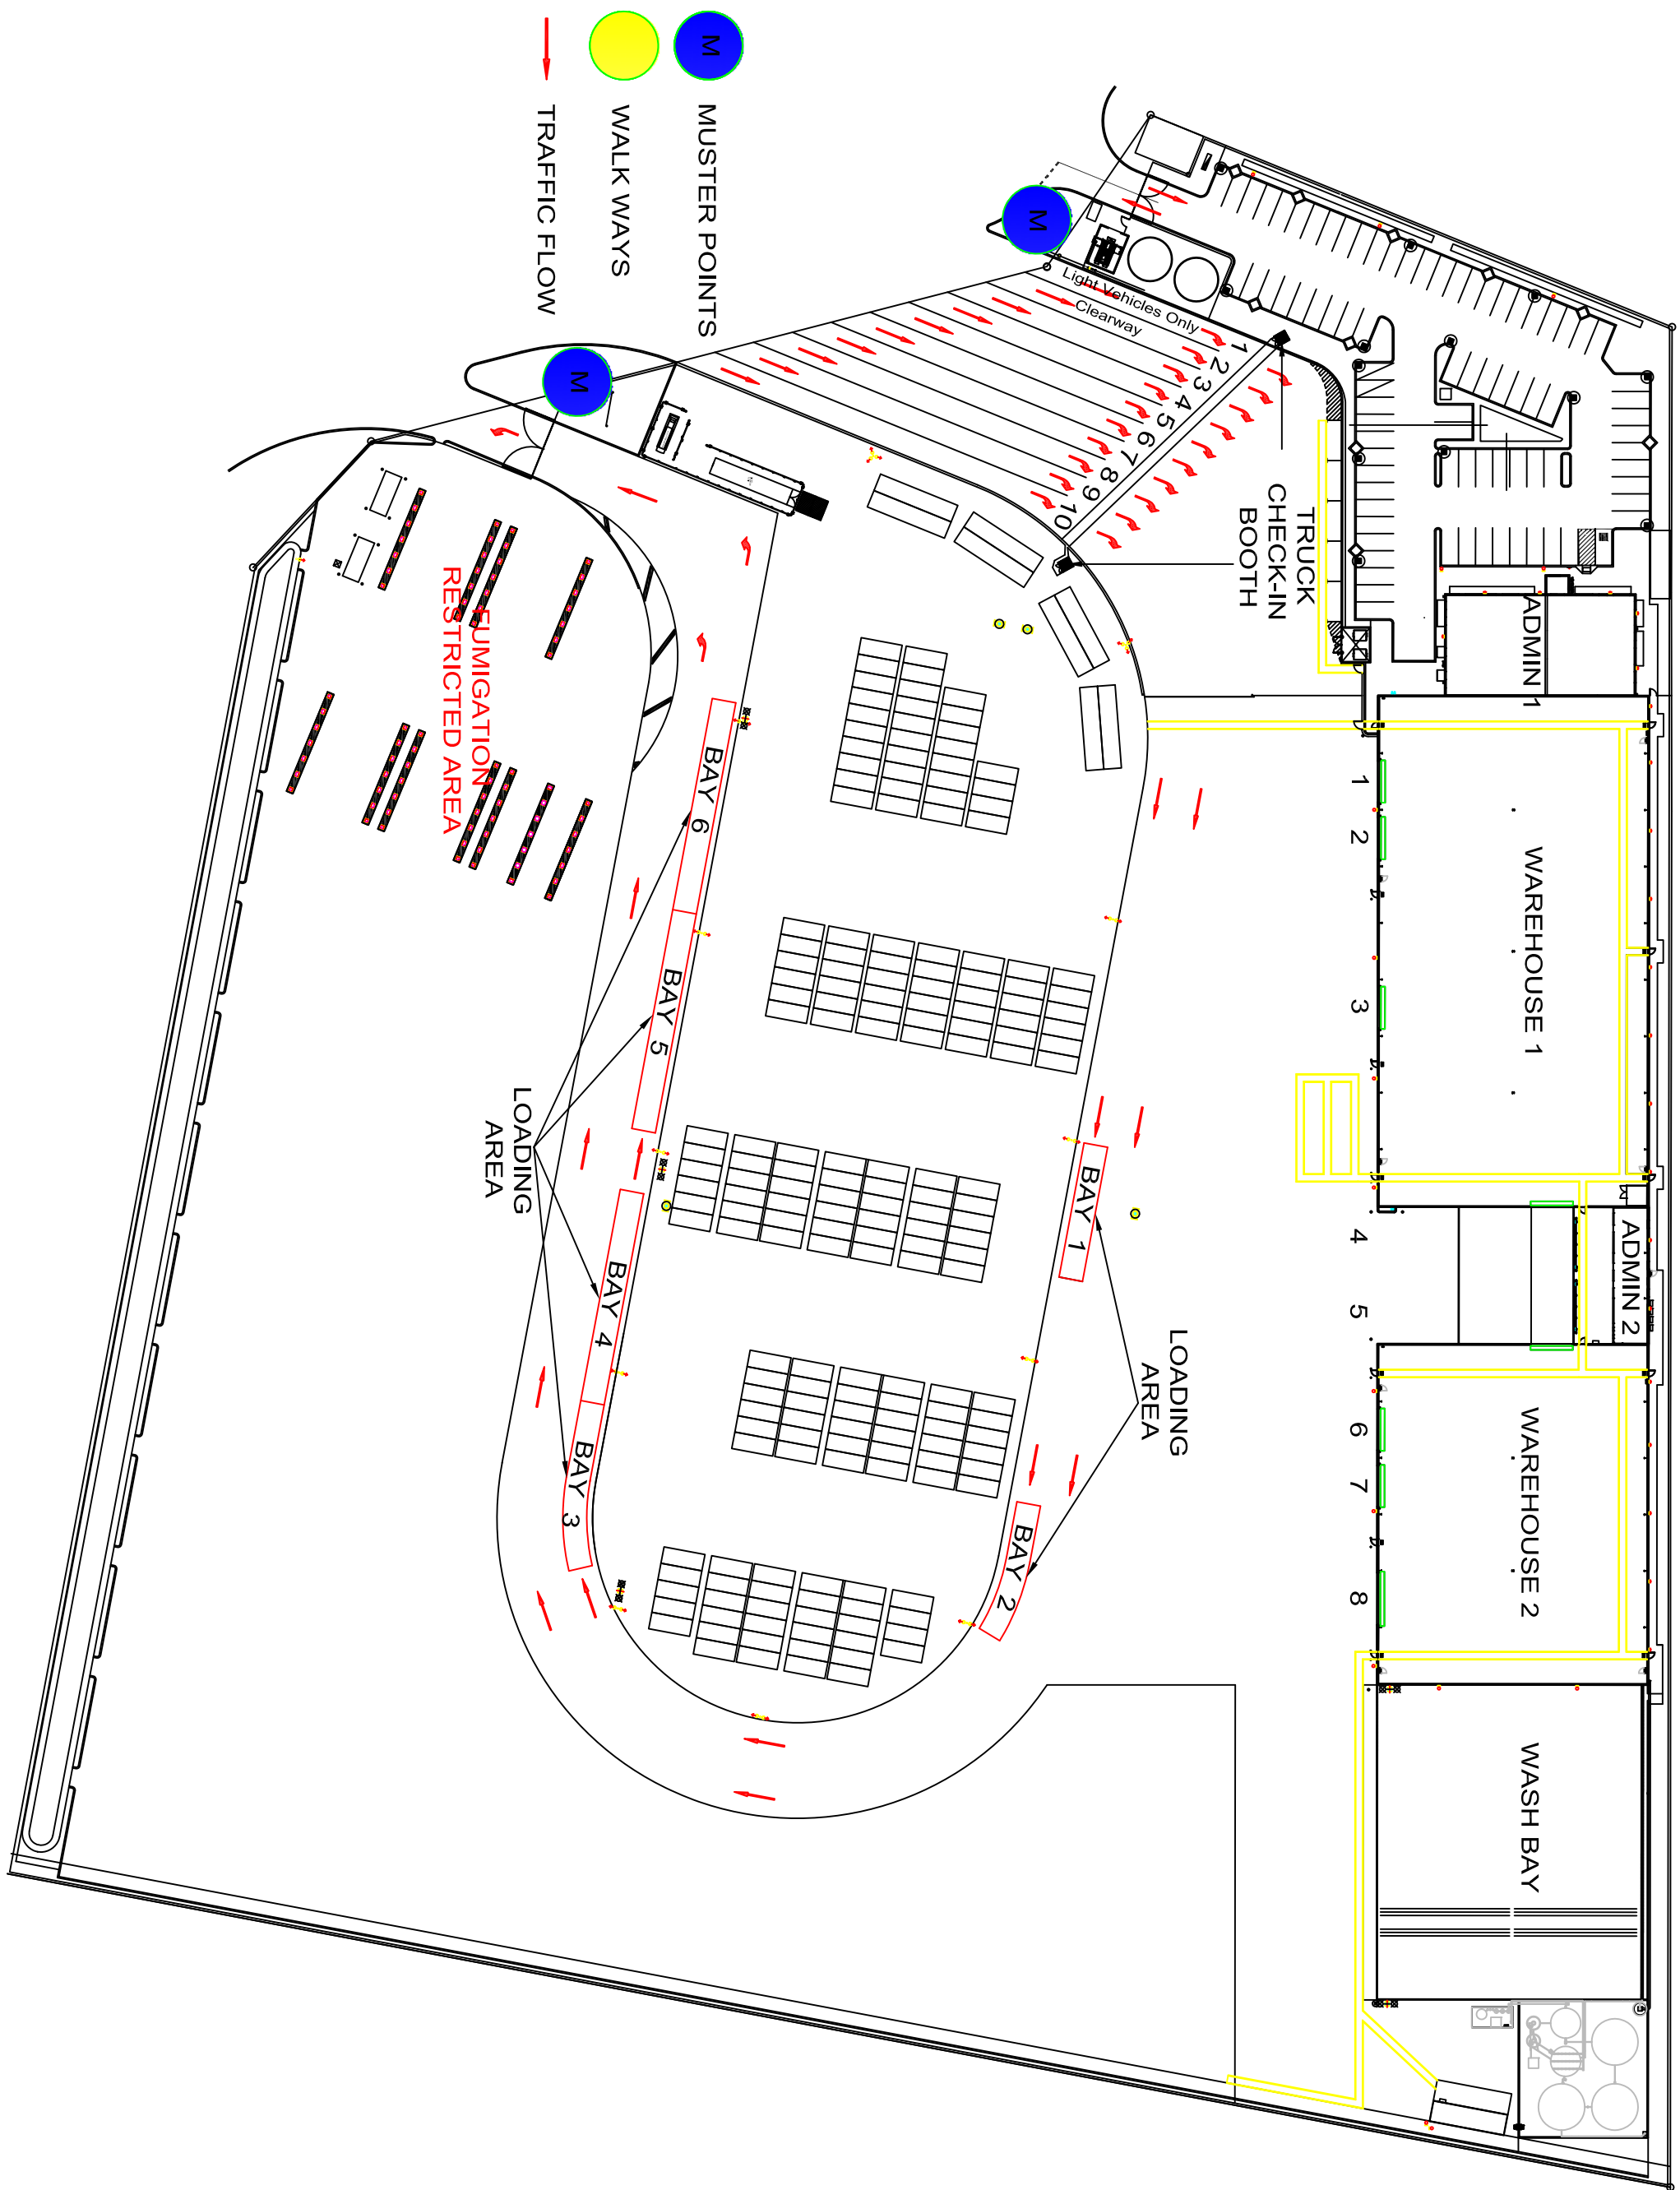 M
MUSTER POINTS
WALK WAYS
TRAFFIC FLOW
M
M
Light Vehicles Only
Clearway
1
2
3
4
5
6
7
8
9
10
TRUCK
CHECK-IN
BOOTH
ADMIN 1
WAREHOUSE 1
ADMIN 2
WAREHOUSE 2
WASH BAY
1
2
3
4
5
6
7
8
FUMIGATION
RESTRICTED AREA
BAY 6
BAY 5
BAY 4
BAY 3
BAY 1
BAY 2
LOADING
AREA
LOADING
AREA